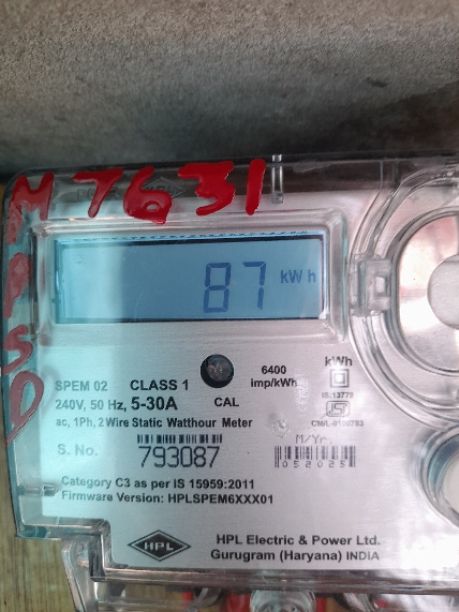 M7631
87 kWh
SPEM 02 CLASS 1
240V, 50 Hz, 5-30A
CAL
6400
imp/kWh
kWh
IS:13779
ac, 1Ph, 2 Wire Static Watthour Meter
M/Yr.
S. No. 793087
052025
Category C3 as per IS 15959:2011
Firmware Version: HPLSPEM6XXX01
HPL
HPL Electric & Power Ltd.
Gurugram (Haryana) INDIA